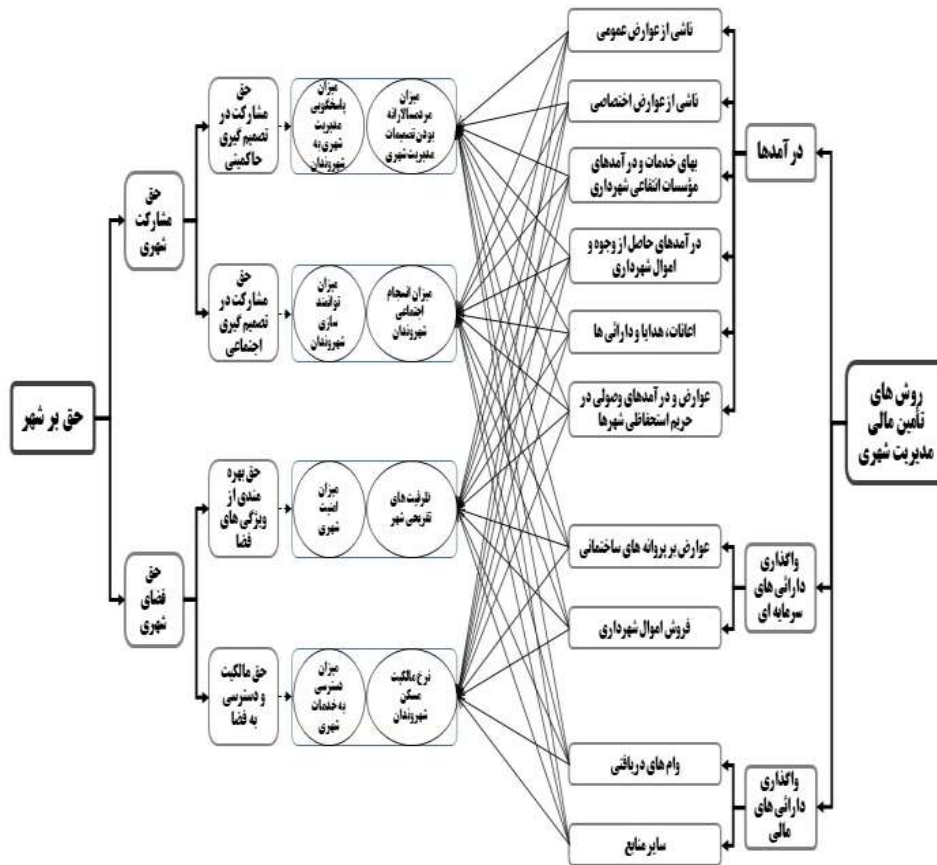 روش های
تأمین مالی
مدیریت شهری
درآمدها
ناشی از عوارض عمومی
ناشی از عوارض اختصاصی
بهای خدمات و درآمدهای
مؤسسات انتفاعی شهرداری
درآمدهای حاصل از وجوه و
اموال شهرداری
اعانات، هدایا و دارائی ها
عوارض و درآمدهای وصولی در
حریم استحفاظی شهرها
واگذاری
دارائی های
سرمایه ای
عوارض بر پروانه های ساختمانی
فروش اموال شهرداری
واگذاری
دارائی های
مالی
وام های دریافتی
سایر منابع
میزان
مردمسالارانه
بودن تصمیمات
مدیریت شهری
میزان
پاسخگویی
مدیریت
شهری به
شهروندان
میزان انسجام
اجتماعی
شهروندان
میزان
توانمند
سازی
شهروندان
ظرفیت های
تفریحی شهر
میزان
امنیت
شهری
نرخ مالکیت
مسکن
شهروندان
میزان
دسترسی
به خدمات
شهری
حق
مشارکت در
تصمیم گیری
حاکمیتی
حق
مشارکت در
تصمیم گیری
اجتماعی
حق بهره
مندی از
ویژگی های
فضا
حق مالکیت
و دسترسی
به فضا
حق
مشارکت
شهری
حق
فضای
شهری
حق بر شهر